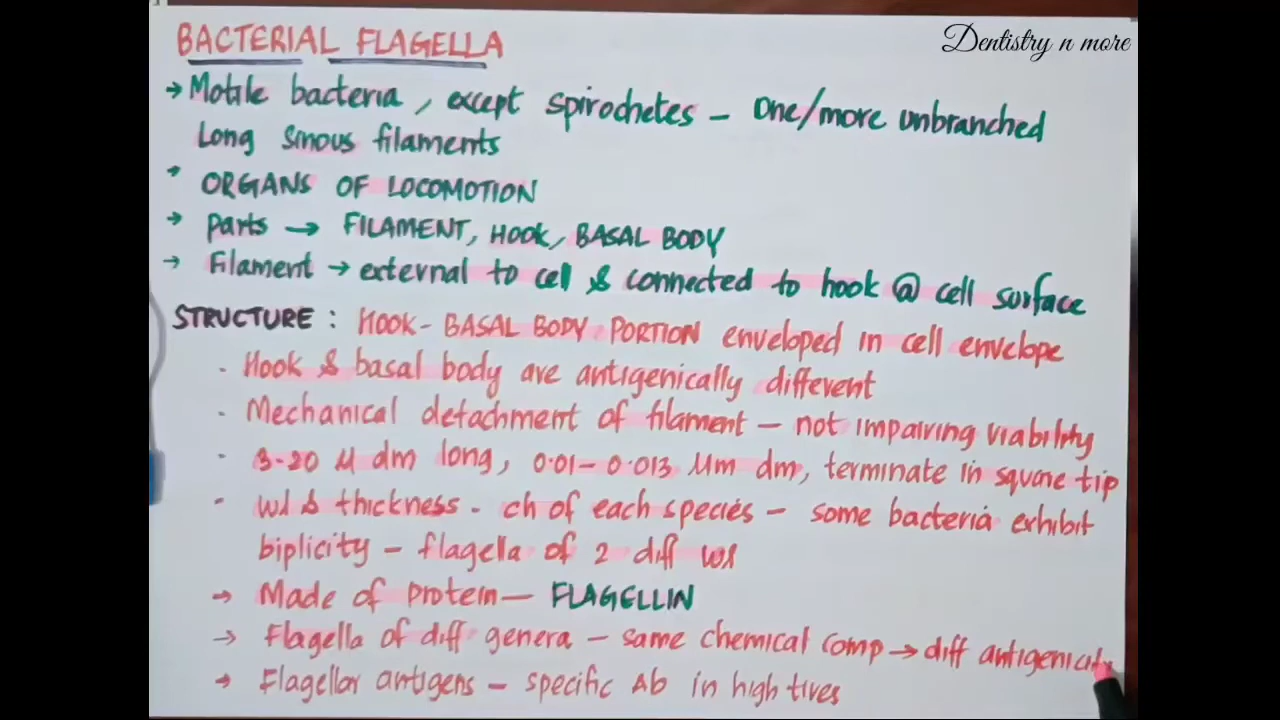 BACTERIAL FLAGELLA
Dentistry n more
→ Motile bacteria, except spirochetes - one/more unbranched
Long sinous filaments
→ ORGANS OF LOCOMOTION
→ Parts → FILAMENT, HOOK, BASAL BODY
→ Filament → external to cell & connected to hook @ cell surface
STRUCTURE: HOOK-BASAL BODY PORTION enveloped in cell envelope
· Hook & basal body are antigenically different
· Mechanical detachment of filament - not impairing viability
· 3-20 μ dm long, 0.01-0.013 μm dm, terminate in square tip
· wl & thickness - ch of each species - some bacteria exhibit
biplicity - flagella of 2 diff wl
→ Made of protein - FLAGELLIN
→ Flagella of diff genera - same chemical comp → diff antigenicity
→ Flagellar antigens - specific Ab in high tires